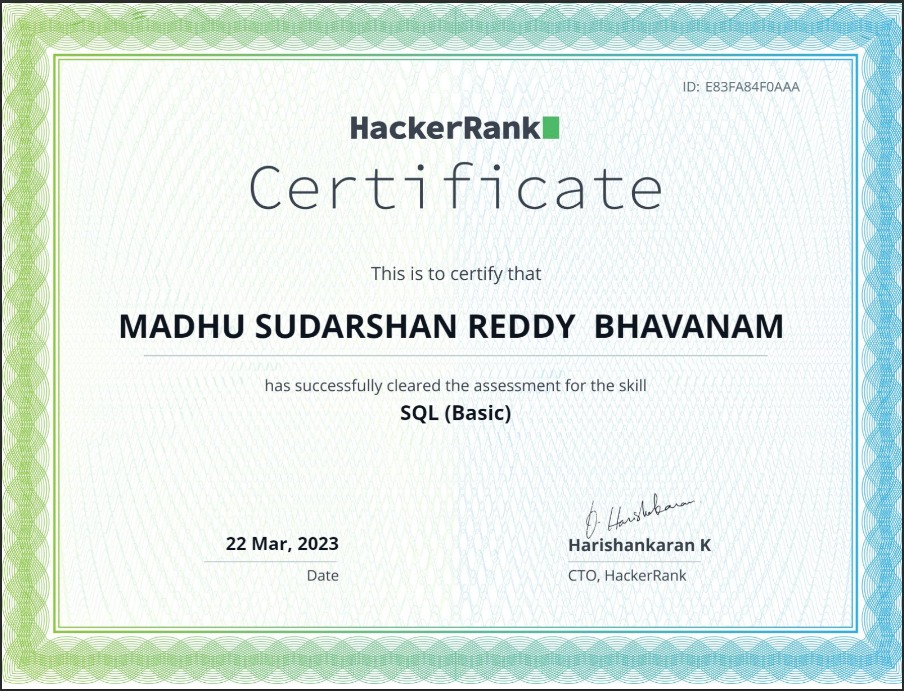 ID: E83FA84F0AAA
HackerRank
Certificate
This is to certify that
MADHU SUDARSHAN REDDY BHAVANAM
has successfully cleared the assessment for the skill
SQL (Basic)
22 Mar, 2023
Date
Harishankaran
Harishankaran K
CTO, HackerRank